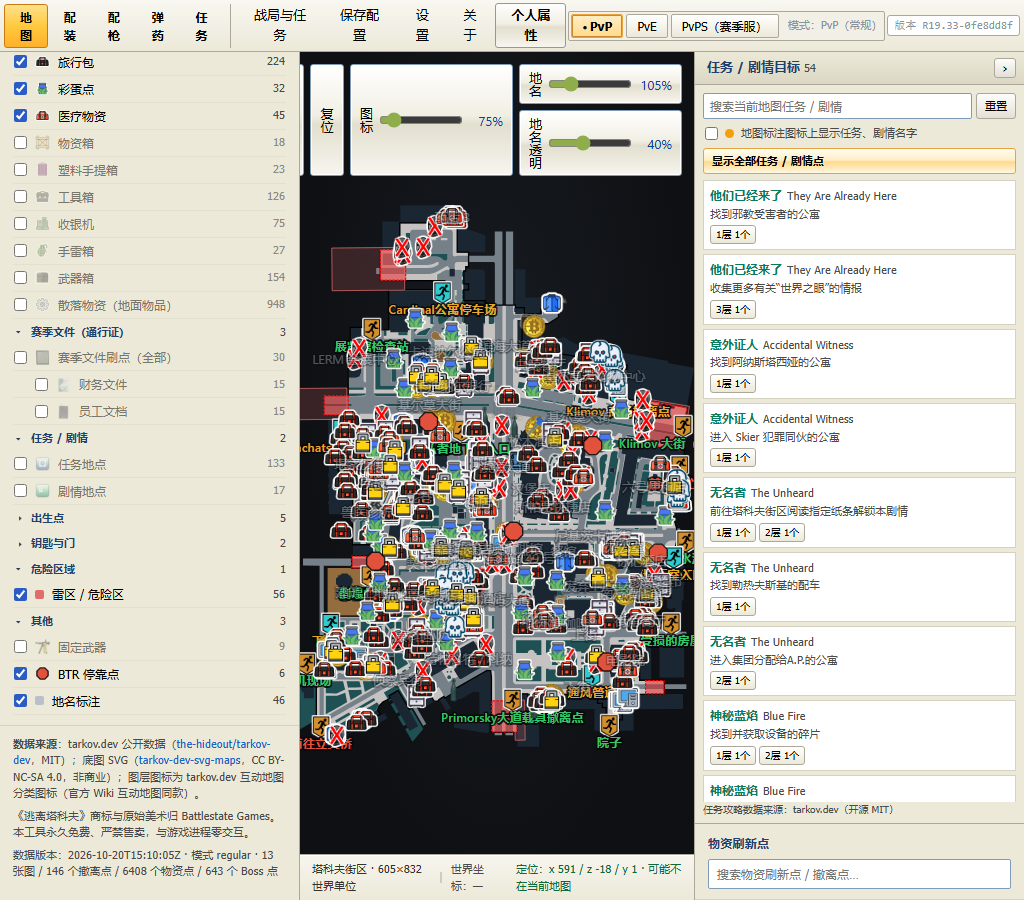 地图 配装 配枪 弹药 任务 战局与任务 保存配置 设置 关于 个人属性 • PvP PvE PvPS（赛季服） 模式：PvP（常规） 版本 R19.33-0fe8dd8f
旅行包 224
彩蛋点 32
医疗物资 45
物资箱 18
塑料手提箱 23
工具箱 126
收银机 75
手雷箱 27
武器箱 154
散落物资（地面物品） 948
赛季文件（通行证） 3
赛季文件刷点（全部） 30
财务文件 15
员工文档 15
任务 / 剧情 2
任务地点 133
剧情地点 17
出生点 5
钥匙与门 2
危险区域 1
雷区 / 危险区 56
其他 3
固定武器 9
BTR 停靠点 6
地名标注 46
数据来源：tarkov.dev 公开数据（the-hideout/tarkov-
dev，MIT）；底图 SVG（tarkov-dev-svg-maps，CC BY-
NC-SA 4.0，非商业）；图层图标为 tarkov.dev 互动地图
分类图标（官方 Wiki 互动地图同款）。
《逃离塔科夫》商标与原始美术归 Battlestate Games。
本工具永久免费、严禁售卖，与游戏进程零交互。
数据版本：2026-10-20T15:10:05Z · 模式 regular · 13
张图 / 146 个撤离点 / 6408 个物资点 / 643 个 Boss 点
复位
图标 75%
地名 105%
地名透明 40%
Cardinal公寓停车场
Klimov 大街
Primorsky大道载具撤离点
院子
塔科夫街区 · 605×832
世界单位
世界坐
标：—
定位：x 591 / z -18 / y 1 · 可能不
在当前地图
任务 / 剧情目标 54
›
搜索当前地图任务 / 剧情
重置
地图标注图标上显示任务、剧情名字
显示全部任务 / 剧情点
他们已经来了 They Are Already Here
找到邪教受害者的公寓
1层 1个
他们已经来了 They Are Already Here
收集更多有关“世界之眼”的情报
3层 1个
意外证人 Accidental Witness
找到阿纳斯塔西娅的公寓
1层 1个
意外证人 Accidental Witness
进入 Skier 犯罪同伙的公寓
1层 1个
无名者 The Unheard
前往塔科夫街区阅读指定纸条解锁本剧情
1层 1个 2层 1个
无名者 The Unheard
找到勒热夫斯基的配车
1层 1个
无名者 The Unheard
进入集团分配给A.P.的公寓
2层 1个
神秘蓝焰 Blue Fire
找到并获取设备的碎片
1层 1个 2层 1个
神秘蓝焰 Blue Fire
任务攻略数据来源：tarkov.dev（开源 MIT）
物资刷新点
搜索物资刷新点 / 撤离点...